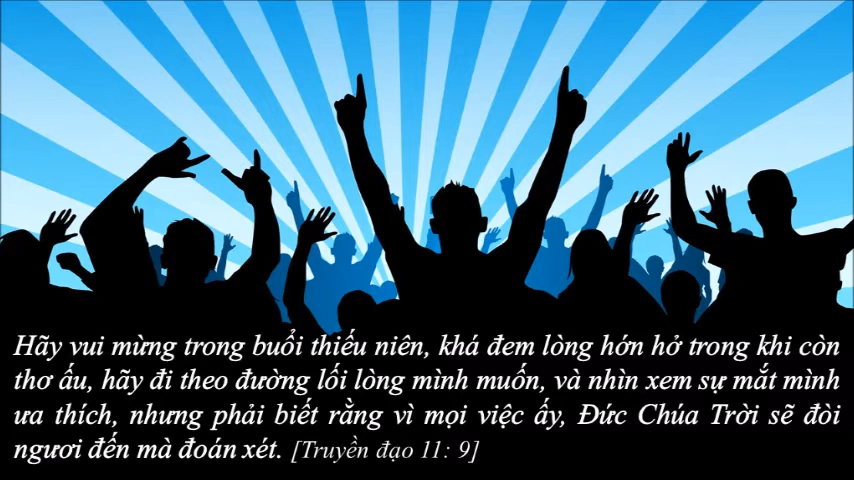 Hãy vui mừng trong buổi thiếu niên, khá đem lòng hớn hở trong khi còn
thơ ấu, hãy đi theo đường lối lòng mình muốn, và nhìn xem sự mắt mình
ưa thích, nhưng phải biết rằng vì mọi việc ấy, Đức Chúa Trời sẽ đòi
ngươi đến mà đoán xét. [Truyền đạo 11: 9]